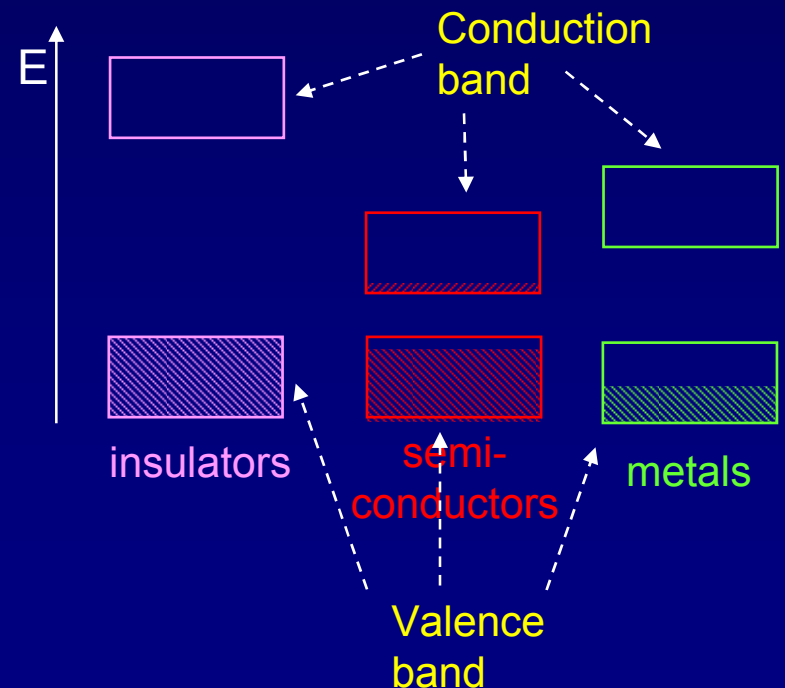 Conduction
band
E
insulators
semi-
conductors
metals
Valence
band